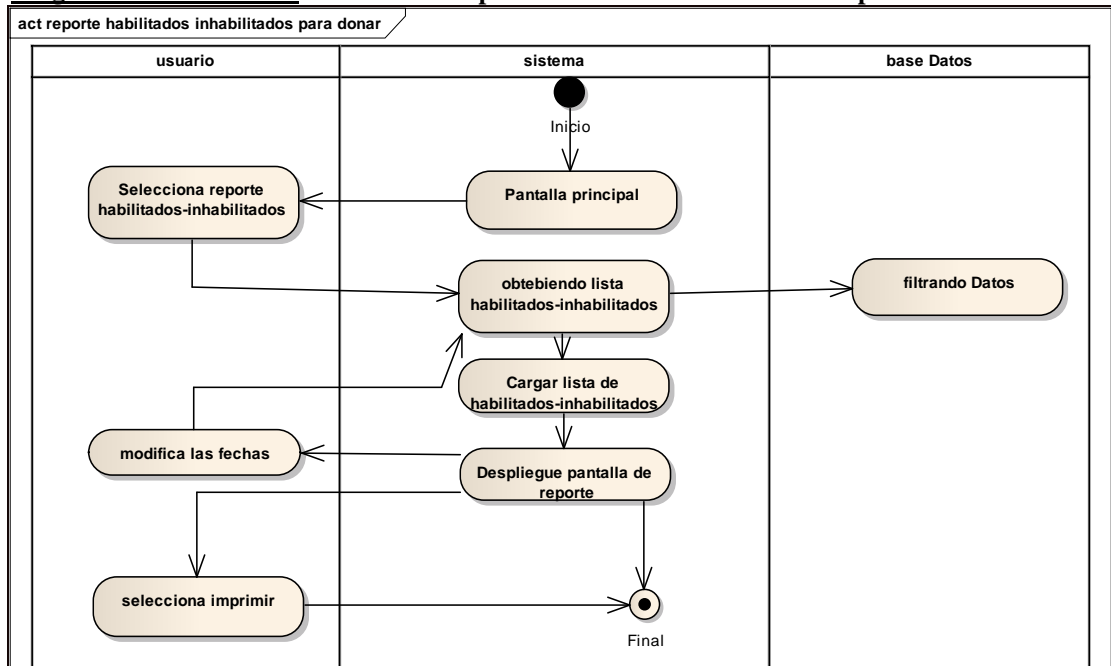 act reporte habilitados inhabilitados para donar
usuario
sistema
base Datos
Inicio
Pantalla principal
Selecciona reporte
habilitados-inhabilitados
obtebiendo lista
habilitados-inhabilitados
filtrando Datos
Cargar lista de
habilitados-inhabilitados
modifica las fechas
Despliegue pantalla de
reporte
selecciona imprimir
Final